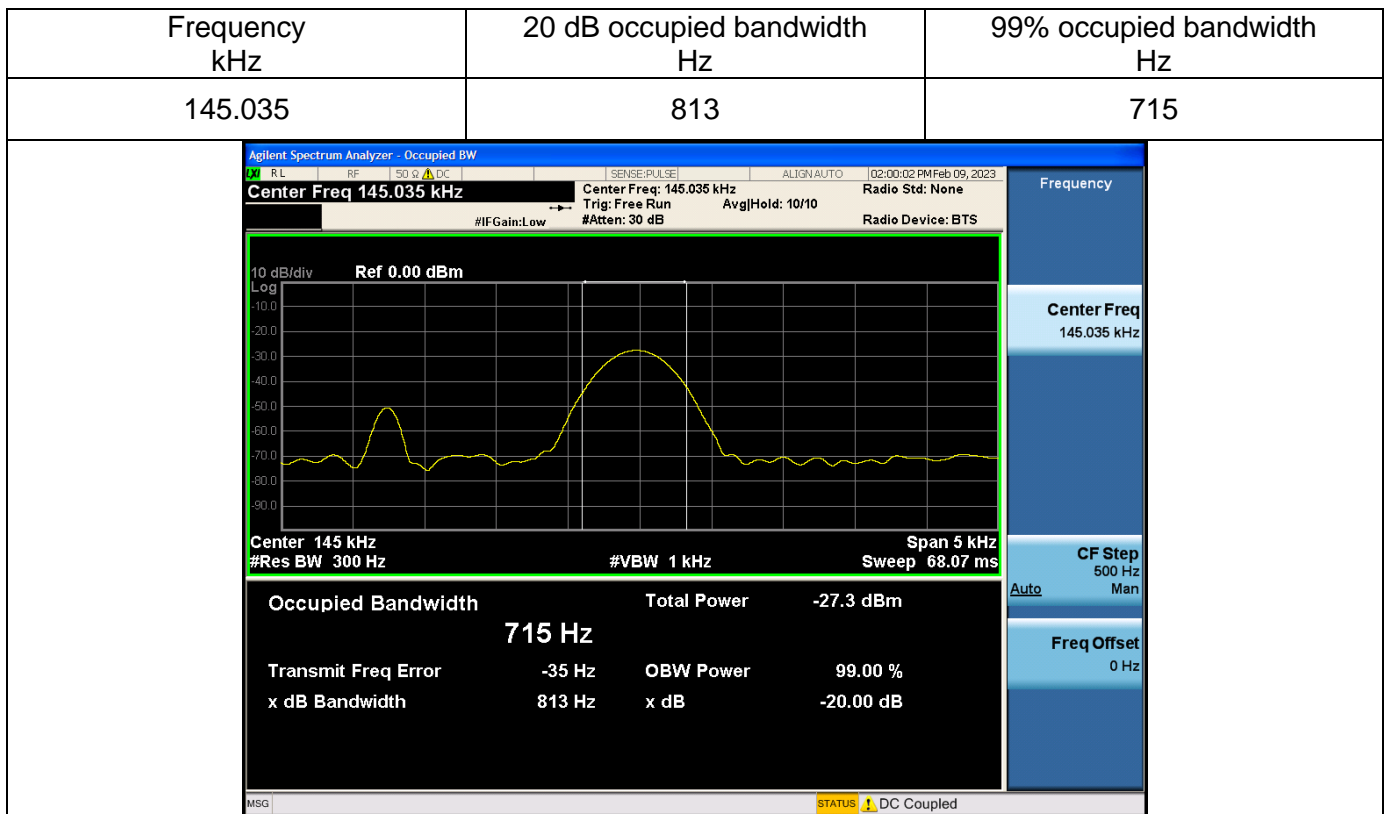 Frequency
kHz
20 dB occupied bandwidth
Hz
99% occupied bandwidth
Hz
145.035
813
715
Agilent Spectrum Analyzer - Occupied BW
LXI RL RF 50 Ω DC SENSE:PULSE ALIGN AUTO 02:00:02 PM Feb 09, 2023
Center Freq 145.035 kHz
#IFGain:Low
Center Freq: 145.035 kHz
Trig: Free Run Avg|Hold: 10/10
#Atten: 30 dB
Radio Std: None
Radio Device: BTS
10 dB/div Ref 0.00 dBm
Log
-10.0
-20.0
-30.0
-40.0
-50.0
-60.0
-70.0
-80.0
-90.0
Center 145 kHz Span 5 kHz
#Res BW 300 Hz #VBW 1 kHz Sweep 68.07 ms
Occupied Bandwidth Total Power -27.3 dBm
715 Hz
Transmit Freq Error -35 Hz OBW Power 99.00 %
x dB Bandwidth 813 Hz x dB -20.00 dB
MSG STATUS DC Coupled
Frequency
Center Freq
145.035 kHz
CF Step
500 Hz
Auto Man
Freq Offset
0 Hz